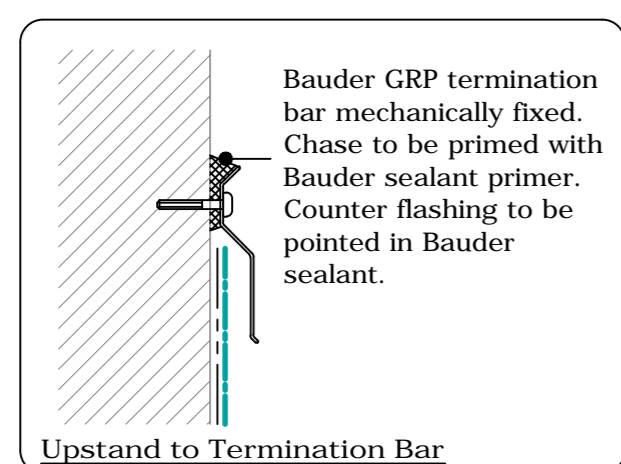 Bauder GRP termination
bar mechanically fixed.
Chase to be primed with
Bauder sealant primer.
Counter flashing to be
pointed in Bauder
sealant.
Upstand to Termination Bar